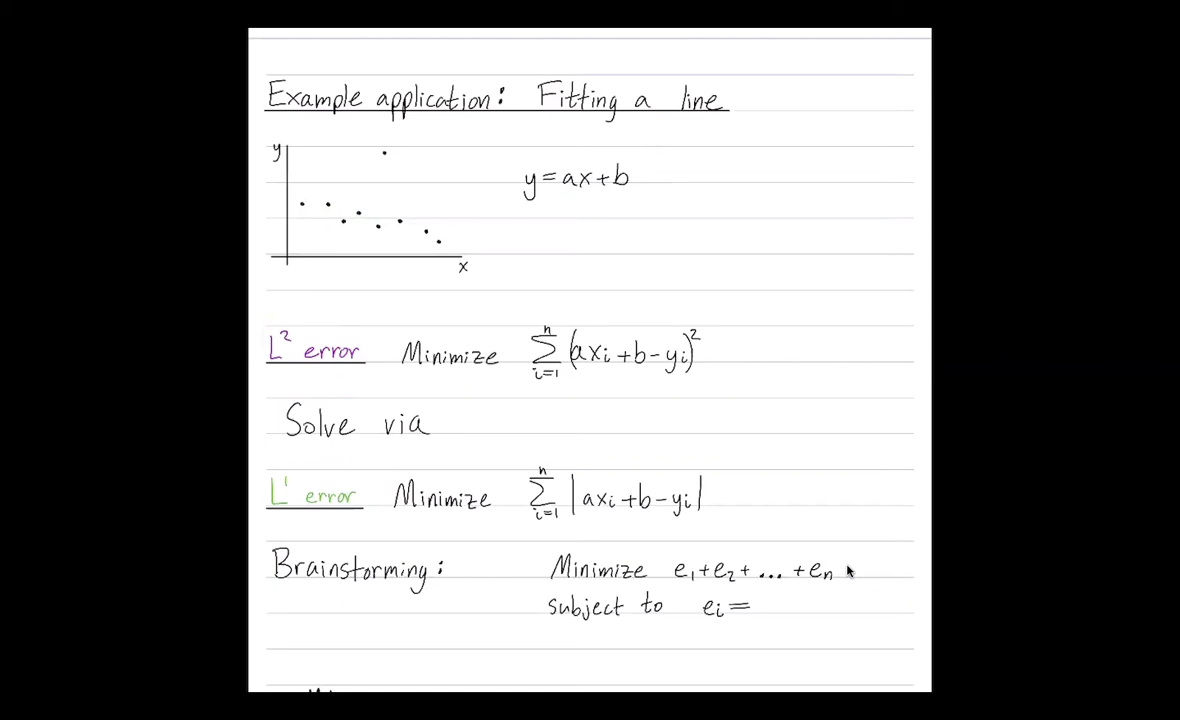 Example application: Fitting a line
y
y=ax+b
x
L² error Minimize ∑ᵢ₌₁ⁿ (axᵢ+b-yᵢ)²
Solve via
L¹ error Minimize ∑ᵢ₌₁ⁿ |axᵢ+b-yᵢ|
Brainstorming: Minimize e₁+e₂+...+eₙ
subject to eᵢ=